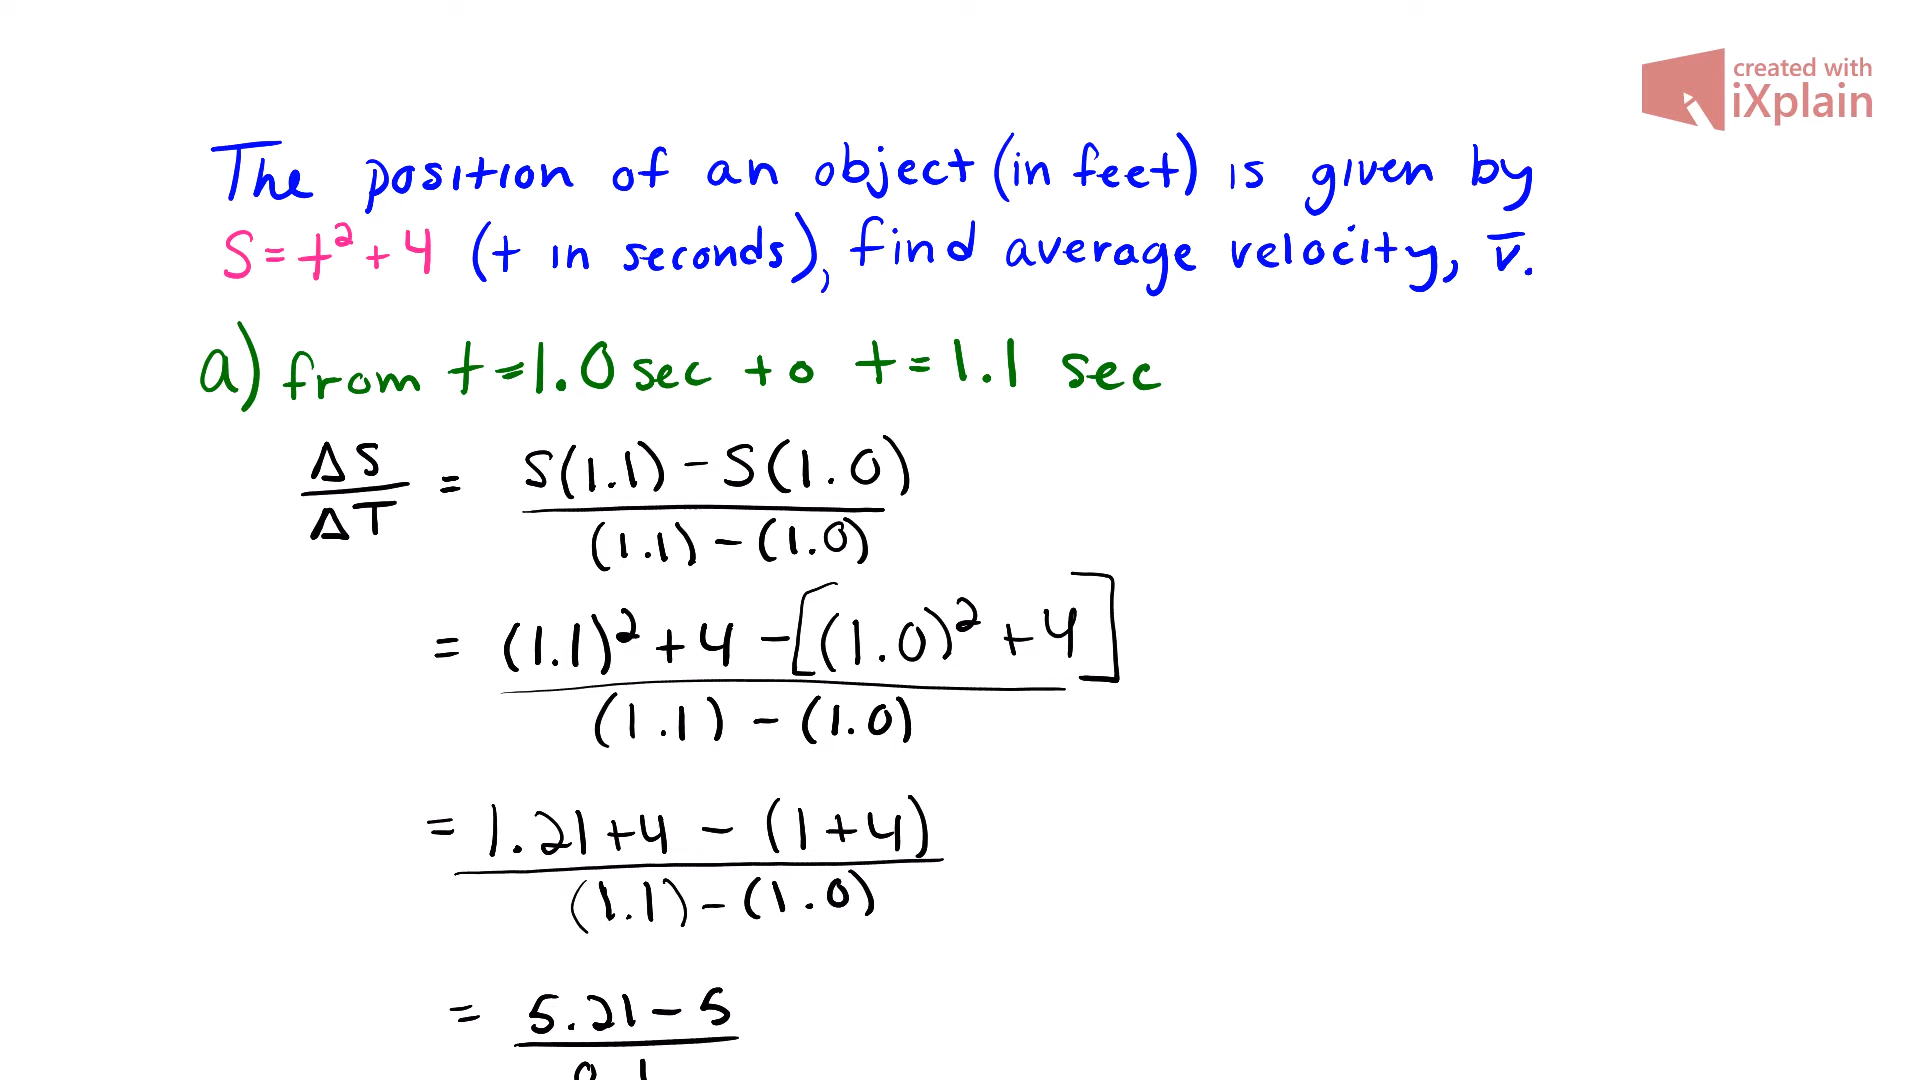 created with
iXplain
The position of an object (in feet) is given by
S = t² + 4 (t in seconds), find average velocity, v̄.
a) from t = 1.0 sec to t = 1.1 sec
ΔS
ΔT
=
S(1.1) - S(1.0)
(1.1) - (1.0)
= (1.1)² + 4 - [(1.0)² + 4]
(1.1) - (1.0)
= 1.21 + 4 - (1 + 4)
(1.1) - (1.0)
= 5.21 - 5